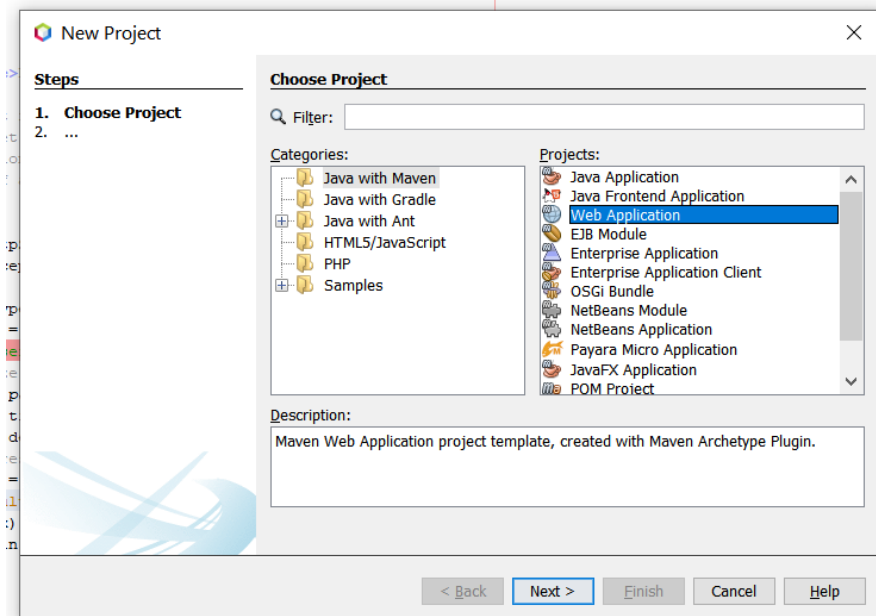 New Project
Steps
1. Choose Project
2. ...
Choose Project
Filter:
Categories:
Java with Maven
Java with Gradle
Java with Ant
HTML5/JavaScript
PHP
Samples
Projects:
Java Application
Java Frontend Application
Web Application
EJB Module
Enterprise Application
Enterprise Application Client
OSGi Bundle
NetBeans Module
NetBeans Application
Payara Micro Application
JavaFX Application
POM Project
Description:
Maven Web Application project template, created with Maven Archetype Plugin.
< Back
Next >
Finish
Cancel
Help